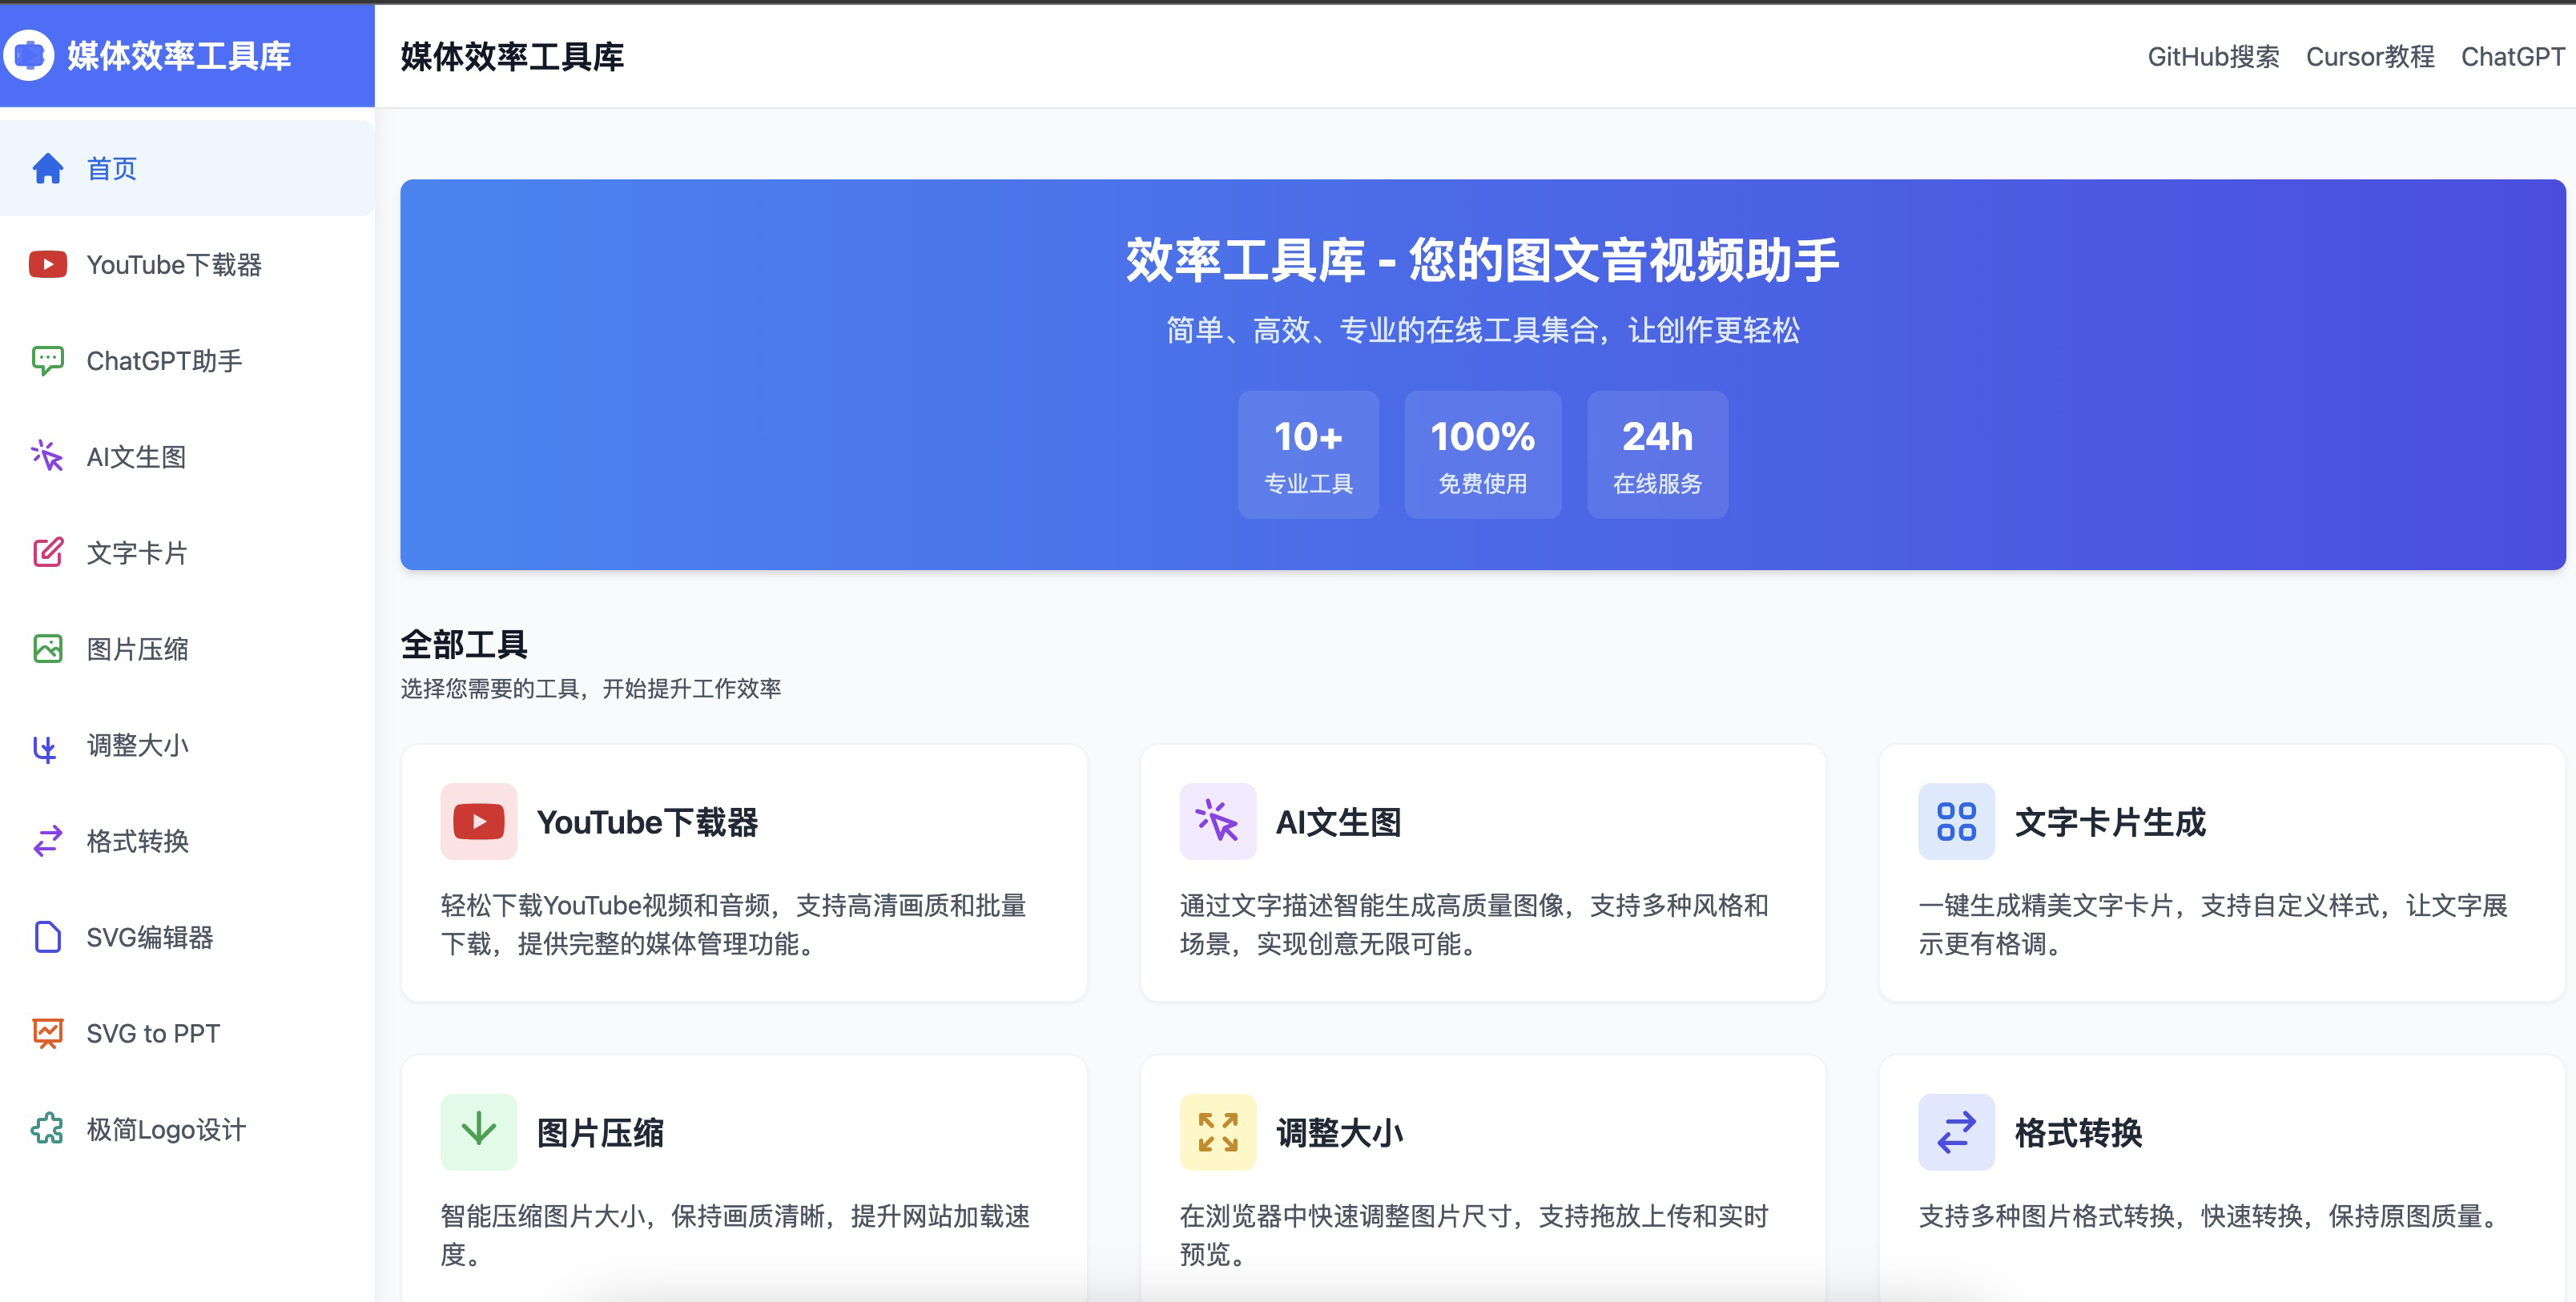 媒体效率工具库
媒体效率工具库
GitHub搜索 Cursor教程 ChatGPT
首页
YouTube下载器
ChatGPT助手
AI文生图
文字卡片
图片压缩
调整大小
格式转换
SVG编辑器
SVG to PPT
极简Logo设计
效率工具库 - 您的图文音视频助手
简单、高效、专业的在线工具集合，让创作更轻松
10+
专业工具
100%
免费使用
24h
在线服务
全部工具
选择您需要的工具，开始提升工作效率
YouTube下载器
轻松下载YouTube视频和音频，支持高清画质和批量
下载，提供完整的媒体管理功能。
AI文生图
通过文字描述智能生成高质量图像，支持多种风格和
场景，实现创意无限可能。
文字卡片生成
一键生成精美文字卡片，支持自定义样式，让文字展
示更有格调。
图片压缩
智能压缩图片大小，保持画质清晰，提升网站加载速
度。
调整大小
在浏览器中快速调整图片尺寸，支持拖放上传和实时
预览。
格式转换
支持多种图片格式转换，快速转换，保持原图质量。